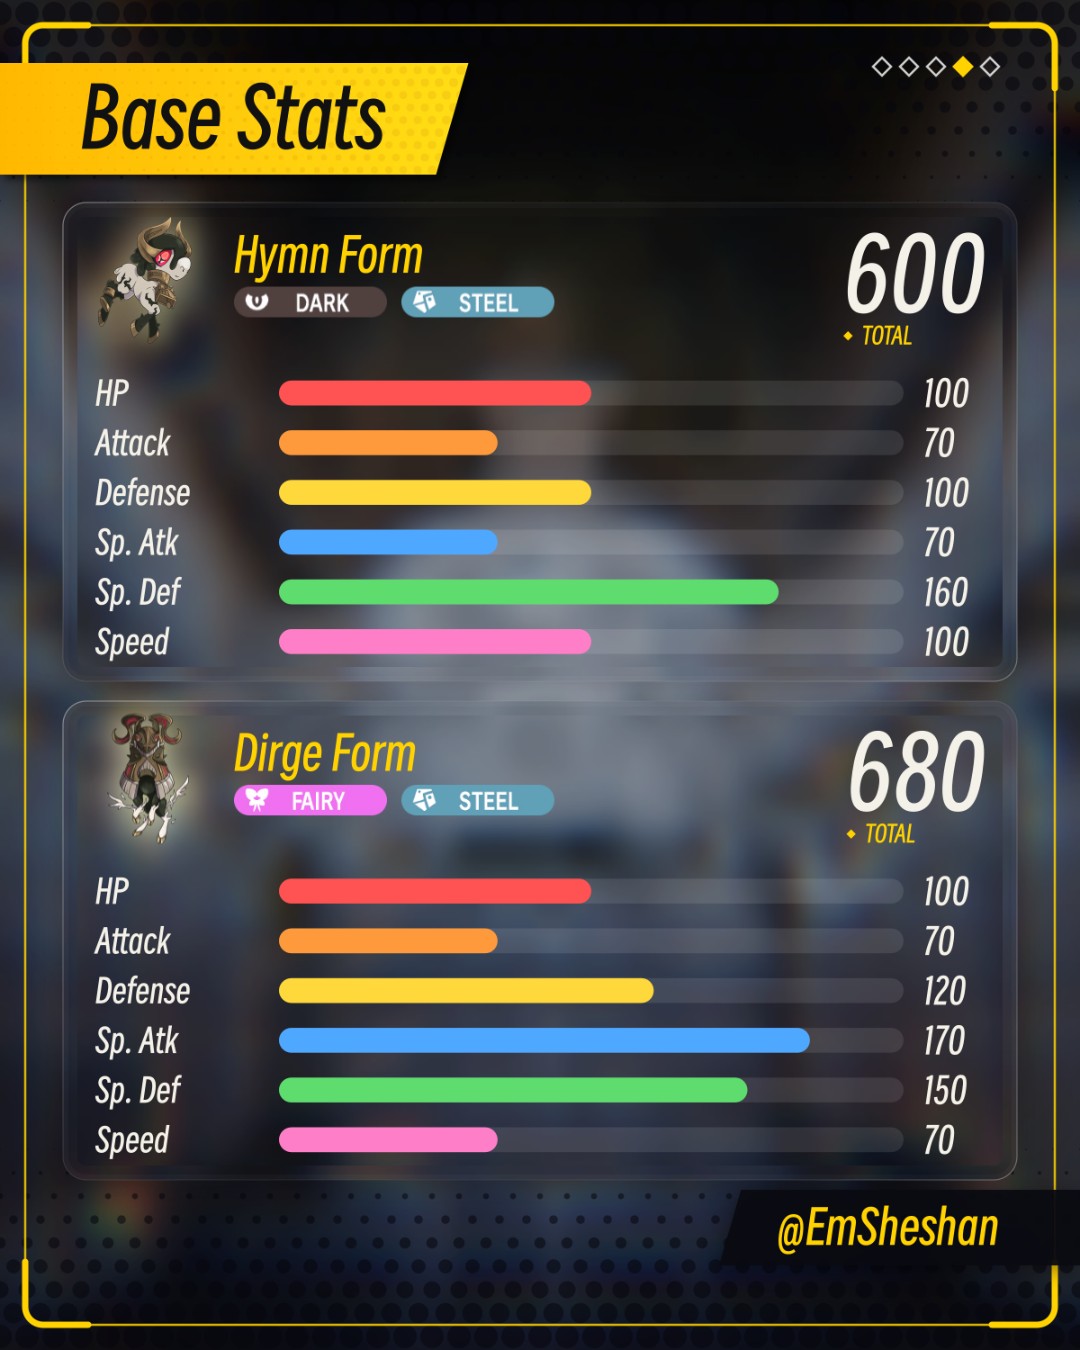 Base Stats
Hymn Form
DARK STEEL
600
TOTAL
HP 100
Attack 70
Defense 100
Sp. Atk 70
Sp. Def 160
Speed 100
Dirge Form
FAIRY STEEL
680
TOTAL
HP 100
Attack 70
Defense 120
Sp. Atk 170
Sp. Def 150
Speed 70
@EmSheshan